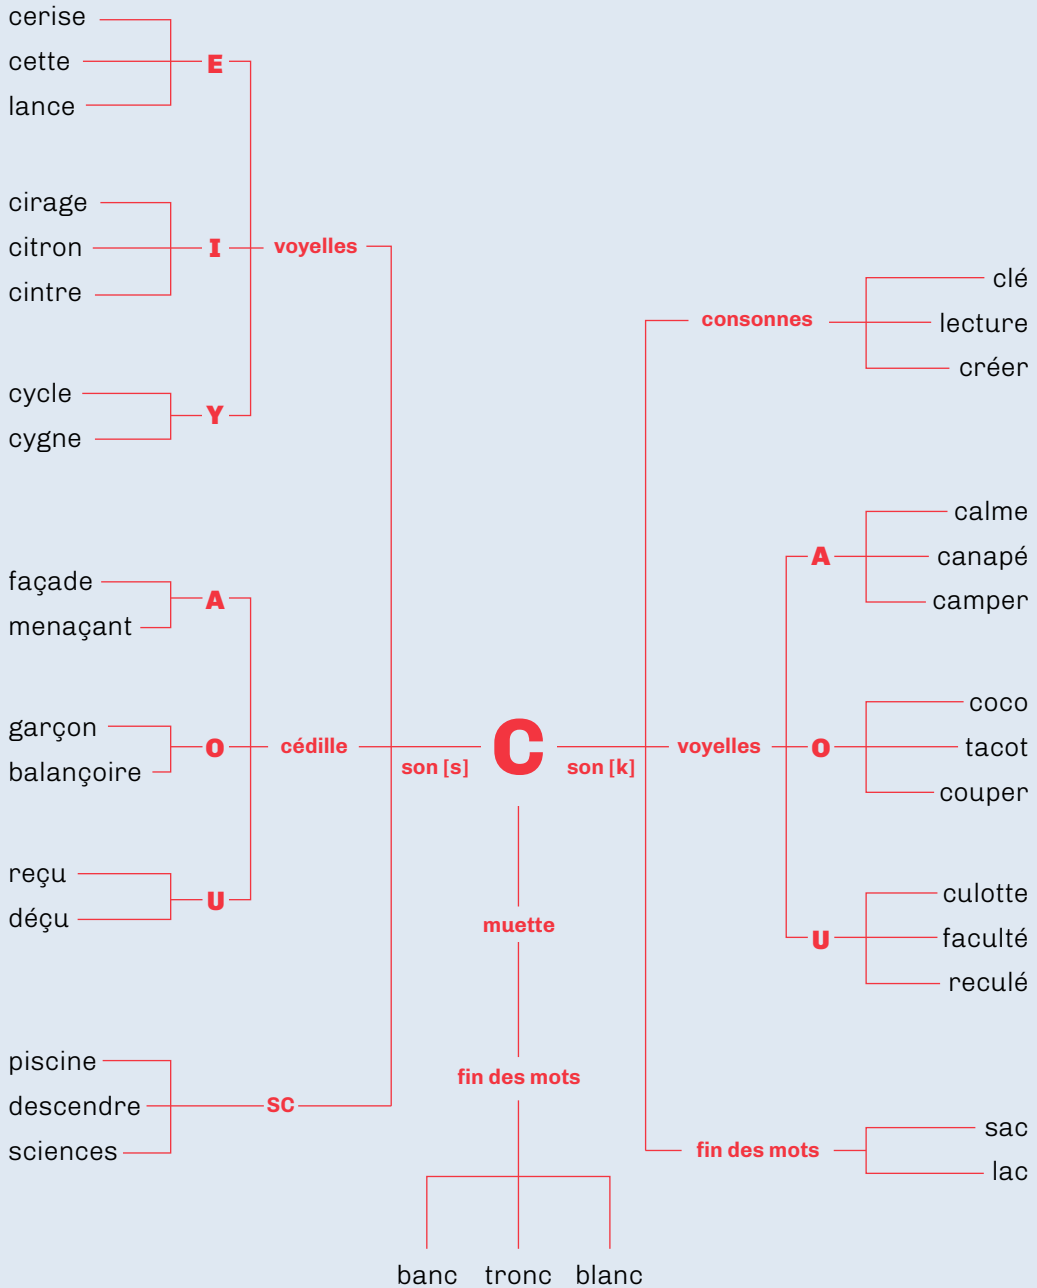 cerise
cette
lance
E
cirage
citron
cintre
I
voyelles
cycle
cygne
Y
façade
menaçant
A
garçon
balançoire
O
cédille
reçu
déçu
U
piscine
descendre
sciences
SC
son [s]
C
son [k]
muette
fin des mots
banc tronc blanc
consonnes
clé
lecture
créer
voyelles
A
calme
canapé
camper
O
coco
tacot
couper
U
culotte
faculté
reculé
fin des mots
sac
lac